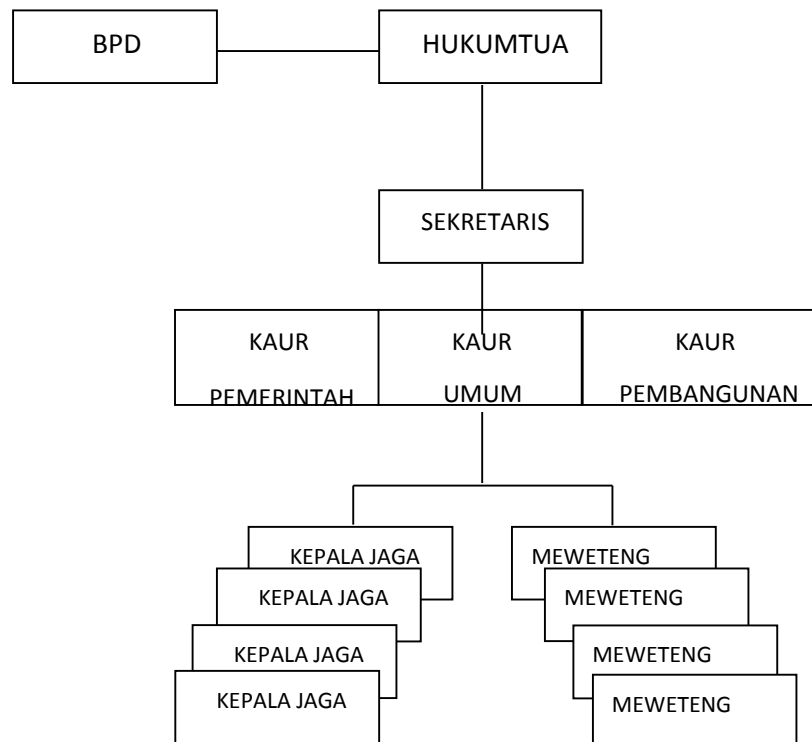 BPD
HUKUMTUA
SEKRETARIS
KAUR
PEMERINTAH
KAUR
UMUM
KAUR
PEMBANGUNAN
KEPALA JAGA
MEWETENG
KEPALA JAGA
MEWETENG
KEPALA JAGA
MEWETENG
KEPALA JAGA
MEWETENG